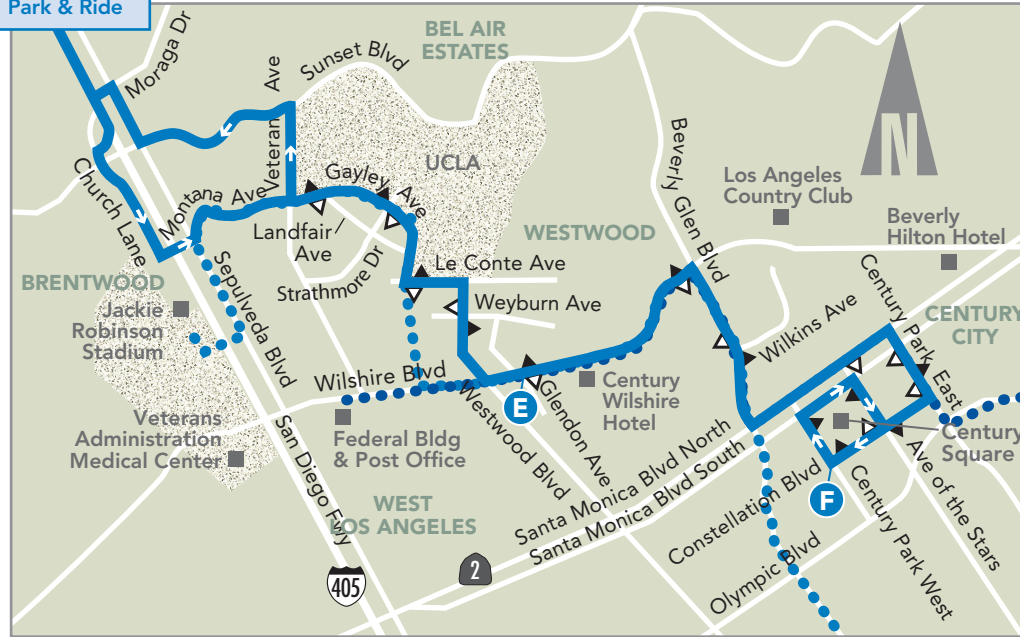 Park & Ride
Moraga Dr
Sunset Blvd
BEL AIR
ESTATES
Veteran Ave
UCLA
Gayley Ave
Montana Ave
Church Lane
Landfair
Ave
Strathmore Dr
Le Conte Ave
Weyburn Ave
WESTWOOD
Beverly Glen Blvd
Los Angeles
Country Club
N
Beverly
Hilton Hotel
BRENTWOOD
Jackie
Robinson
Stadium
Sepulveda Blvd
Wilshire Blvd
Veterans
Administration
Medical Center
Federal Bldg
& Post Office
San Diego Fwy
WEST
LOS ANGELES
Westwood Blvd
Glendon Ave
E
Century
Wilshire
Hotel
Wilkins Ave
Century Park East
CENTURY
CITY
Century
Square
Santa Monica Blvd North
Santa Monica Blvd South
Constellation Blvd
Olympic Blvd
F
Century Park West
Ave of the Stars
405
2